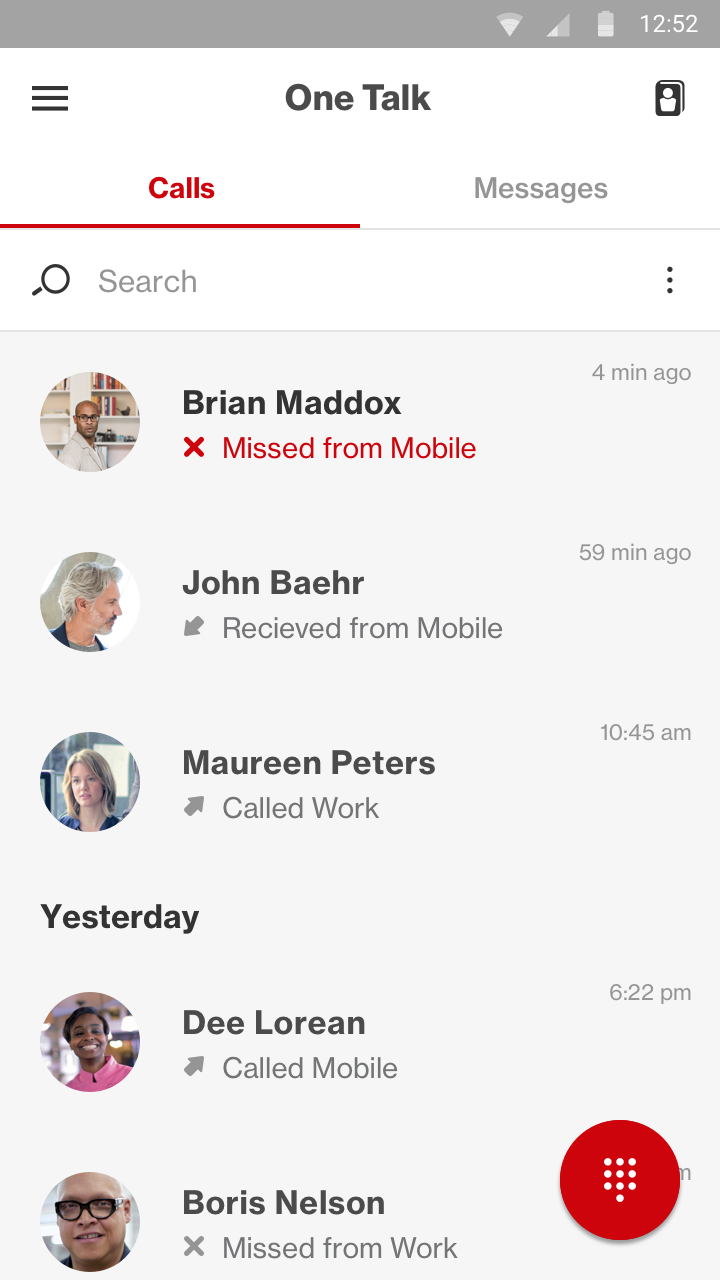 12:52
One Talk
Calls
Messages
Search
4 min ago
Brian Maddox
Missed from Mobile
59 min ago
John Baehr
Recieved from Mobile
10:45 am
Maureen Peters
Called Work
Yesterday
6:22 pm
Dee Lorean
Called Mobile
Boris Nelson
Missed from Work